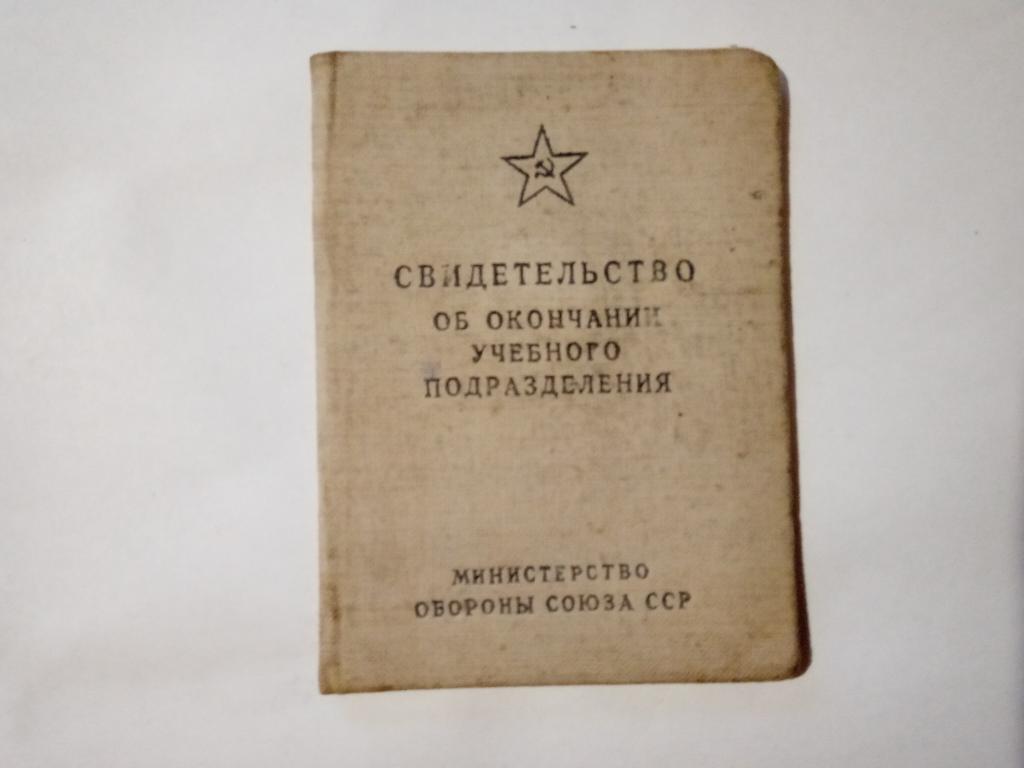 СВИДЕТЕЛЬСТВО
ОБ ОКОНЧАНИИ
УЧЕБНОГО
ПОДРАЗДЕЛЕНИЯ
МИНИСТЕРСТВО
ОБОРОНЫ СОЮЗА ССР